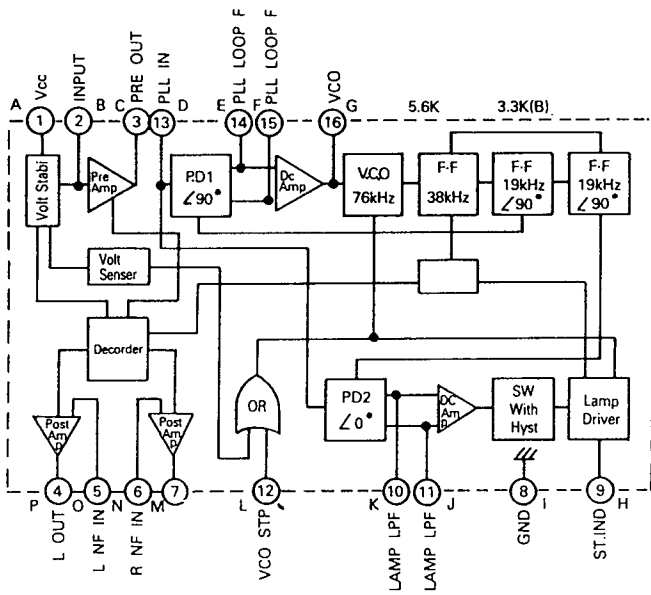 Vcc
INPUT
PRE OUT
PLL IN
PLL LOOP F
PLL LOOP F
VCO
A
B
C
D
E
F
G
5.6K
3.3K(B)
1
2
3
13
14
15
16
Volt Stabi
Pre
Amp
P.D1
∠90°
Dc
Amp
V.C.O
76kHz
F·F
38kHz
F·F
19kHz
∠90°
F·F
19kHz
∠90°
Volt
Senser
Decorder
OR
PD2
∠0°
DC
Am
p
SW
With
Hyst
Lamp
Driver
Post
Am
p
Post
Am
p
4
5
6
7
12
10
11
8
9
P
O
N
M
L
K
J
I
H
L OUT
L NF IN
R NF IN
VCO STP
LAMP LPF
LAMP LPF
GND
ST.IND